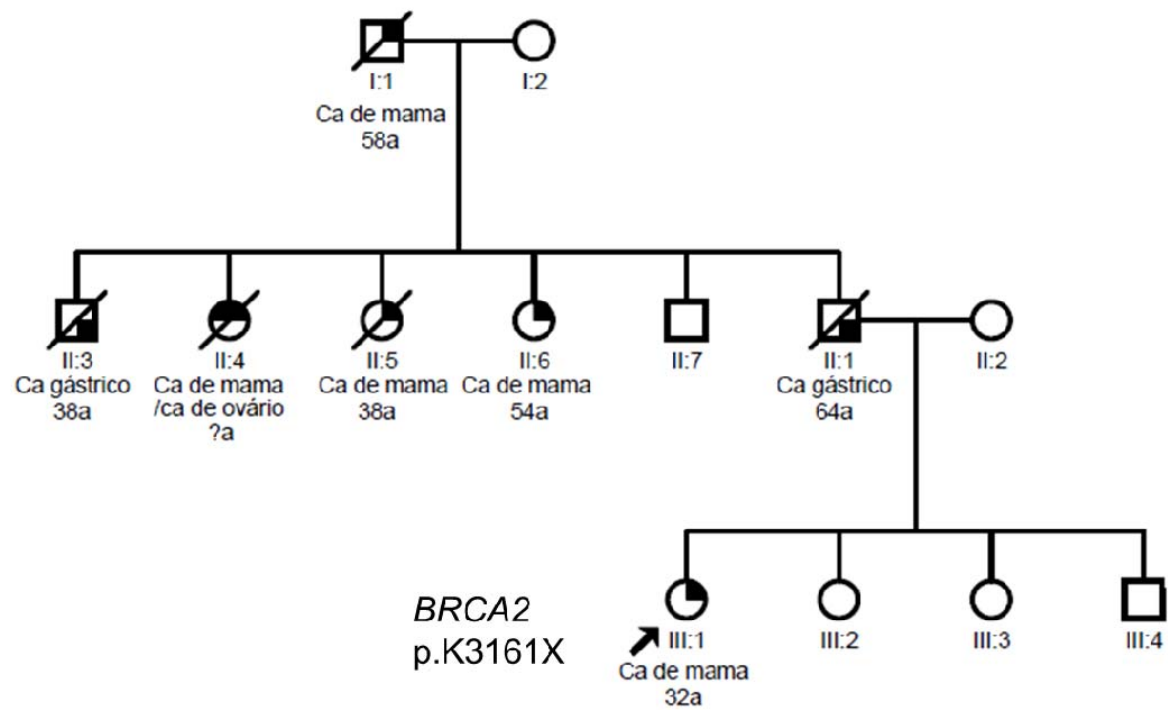 I:1
I:2
Ca de mama
58a
II:3
Ca gástrico
38a
II:4
Ca de mama
/ca de ovário
?a
II:5
Ca de mama
38a
II:6
Ca de mama
54a
II:7
II:1
Ca gástrico
64a
II:2
BRCA2
p.K3161X
III:1
Ca de mama
32a
III:2
III:3
III:4